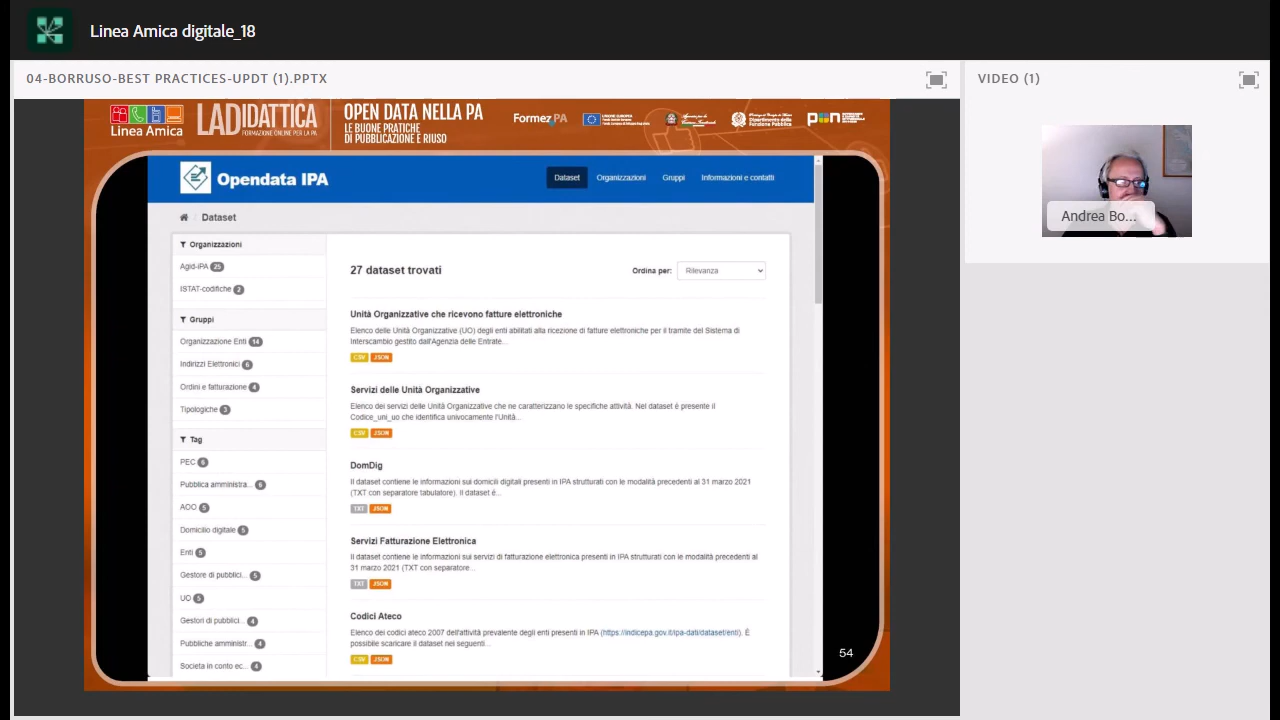 Linea Amica digitale_18
04-BORRUSO-BEST PRACTICES-UPDT (1).PPTX
VIDEO (1)
Linea Amica
LADIDATTICA
FORMAZIONE ONLINE PER LA PA
OPEN DATA NELLA PA
LE BUONE PRATICHE
DI PUBBLICAZIONE E RIUSO
FormezPA
UNIONE EUROPEA
pon
Andrea Bo...
Opendata IPA
Dataset
Organizzazioni
Gruppi
Informazioni e contatti
Dataset
Organizzazioni
Agid-IPA 25
ISTAT-codifiche 2
Gruppi
Organizzazione Enti 14
Indirizzi Elettronici 6
Ordini e fatturazione 4
Tipologiche 3
Tag
PEC 6
Pubblica amministra... 6
AOO 5
Domicilio digitale 5
Enti 5
Gestore di pubblici... 5
UO 5
Gestori di pubblici... 4
Pubbliche amministr... 4
Societa in conto ec... 4
27 dataset trovati
Ordina per: Rilevanza
Unità Organizzative che ricevono fatture elettroniche
Elenco delle Unità Organizzative (UO) degli enti abilitati alla ricezione di fatture elettroniche per il tramite del Sistema di
Interscambio gestito dall'Agenzia delle Entrate...
CSV JSON
Servizi delle Unità Organizzative
Elenco dei servizi delle Unità Organizzative che ne caratterizzano le specifiche attività. Nel dataset è presente il
Codice_uni_uo che identifica univocamente l'Unità...
CSV JSON
DomDig
Il dataset contiene le informazioni sui domicili digitali presenti in IPA strutturati con le modalità precedenti al 31 marzo 2021
(TXT con separatore tabulatore). Il dataset è...
TXT JSON
Servizi Fatturazione Elettronica
Il dataset contiene le informazioni sui servizi di fatturazione elettronica presenti in IPA strutturati con le modalità precedenti al
31 marzo 2021 (TXT con separatore...
TXT JSON
Codici Ateco
Elenco dei codici ateco 2007 dell'attività prevalente degli enti presenti in IPA (https://indicepa.gov.it/ipa-dati/dataset/enti). È
possibile scaricare il dataset nei seguenti...
CSV JSON
54